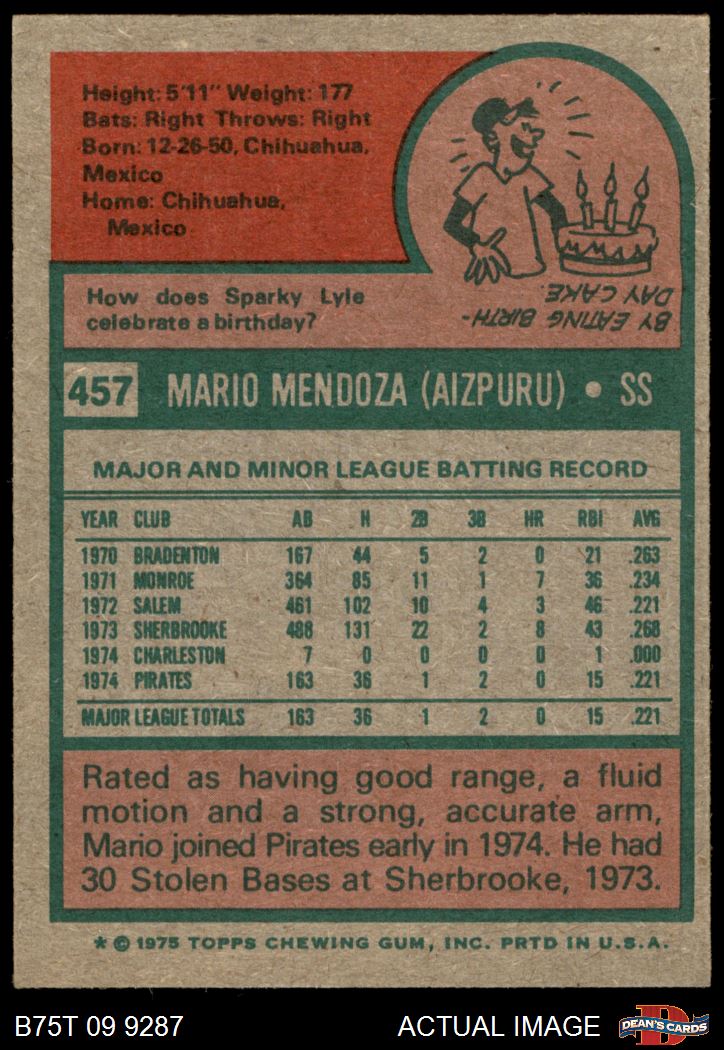 Height: 5'11" Weight: 177
Bats: Right Throws: Right
Born: 12-26-50, Chihuahua,
Mexico
Home: Chihuahua,
Mexico
How does Sparky Lyle
celebrate a birthday?
BY EATING BIRTH-
DAY CAKE.
457 MARIO MENDOZA (AIZPURU) • SS
MAJOR AND MINOR LEAGUE BATTING RECORD
YEAR CLUB AB H 2B 3B HR RBI AVG
1970 BRADENTON 167 44 5 2 0 21 .263
1971 MONROE 364 85 11 1 7 36 .234
1972 SALEM 461 102 10 4 3 46 .221
1973 SHERBROOKE 488 131 22 2 8 43 .268
1974 CHARLESTON 7 0 0 0 0 1 .000
1974 PIRATES 163 36 1 2 0 15 .221
MAJOR LEAGUE TOTALS 163 36 1 2 0 15 .221
Rated as having good range, a fluid
motion and a strong, accurate arm,
Mario joined Pirates early in 1974. He had
30 Stolen Bases at Sherbrooke, 1973.
* © 1975 TOPPS CHEWING GUM, INC. PRTD IN U.S.A.
B75T 09 9287 ACTUAL IMAGE D DEAN'S CARDS